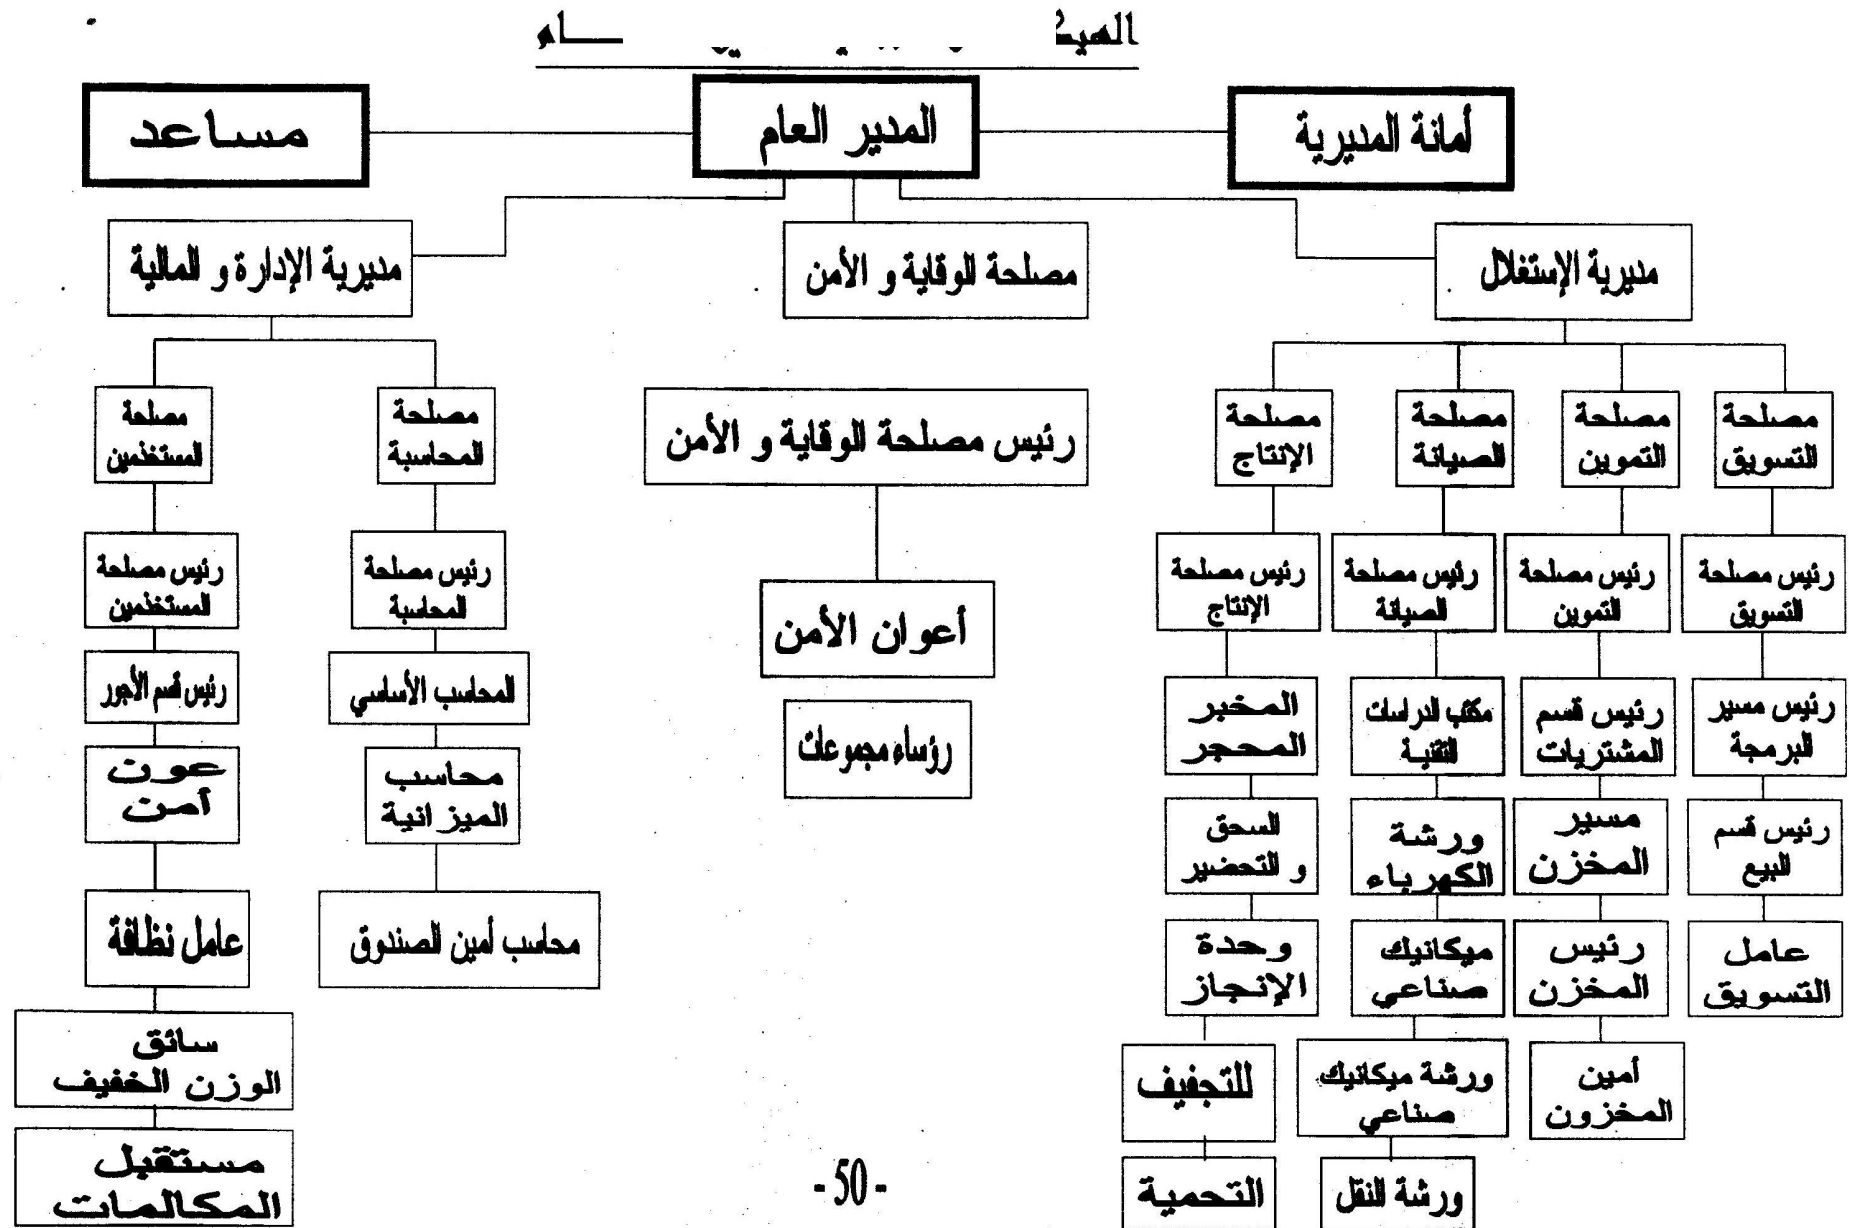 أمانة المديرية
المدير العام
مساعد
مديرية الإستغلال
مصلحة الوقاية و الأمن
مديرية الإدارة و المالية
مصلحة
التسويق
مصلحة
التموين
مصلحة
الصيانة
مصلحة
الإنتاج
رئيس مصلحة الوقاية و الأمن
مصلحة
المحاسبة
مصلحة
المستخذمين
رئيس مصلحة
التسويق
رئيس مصلحة
التموين
رئيس مصلحة
الصيانة
رئيس مصلحة
الإنتاج
أعوان الأمن
رئيس مصلحة
المحاسبة
رئيس مصلحة
المستخذمين
رئيس مسير
البرمجة
رئيس قسم
المشتريات
مكتب الدراسات
التقنية
المخبر
المحجر
رؤساء مجموعات
المحاسب الأساسي
رئيس قسم الأجور
رئيس قسم
البيع
مسير
المخزن
ورشة
الكهرباء
السحق
و التحضير
محاسب
الميزانية
عون
أمن
عامل
التسويق
رئيس
المخزن
ميكانيك
صناعي
وحدة
الإنجاز
محاسب أمين الصندوق
عامل نظافة
أمين
المخزون
ورشة ميكانيك
صناعي
للتجفيف
سائق
الوزن الخفيف
ورشة النقل
التحمية
مستقبل
المكالمات
- 50 -